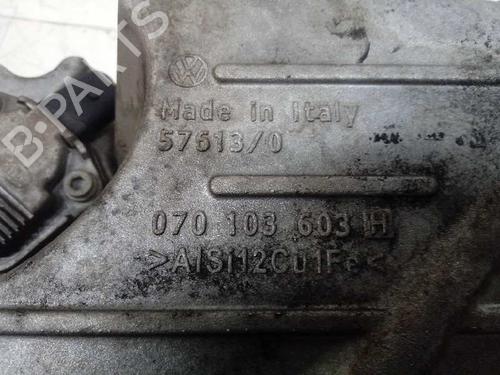 B-PARTS
Made in Italy
57613/0
070 103 603 H
>AlSi12Cu1Fe<